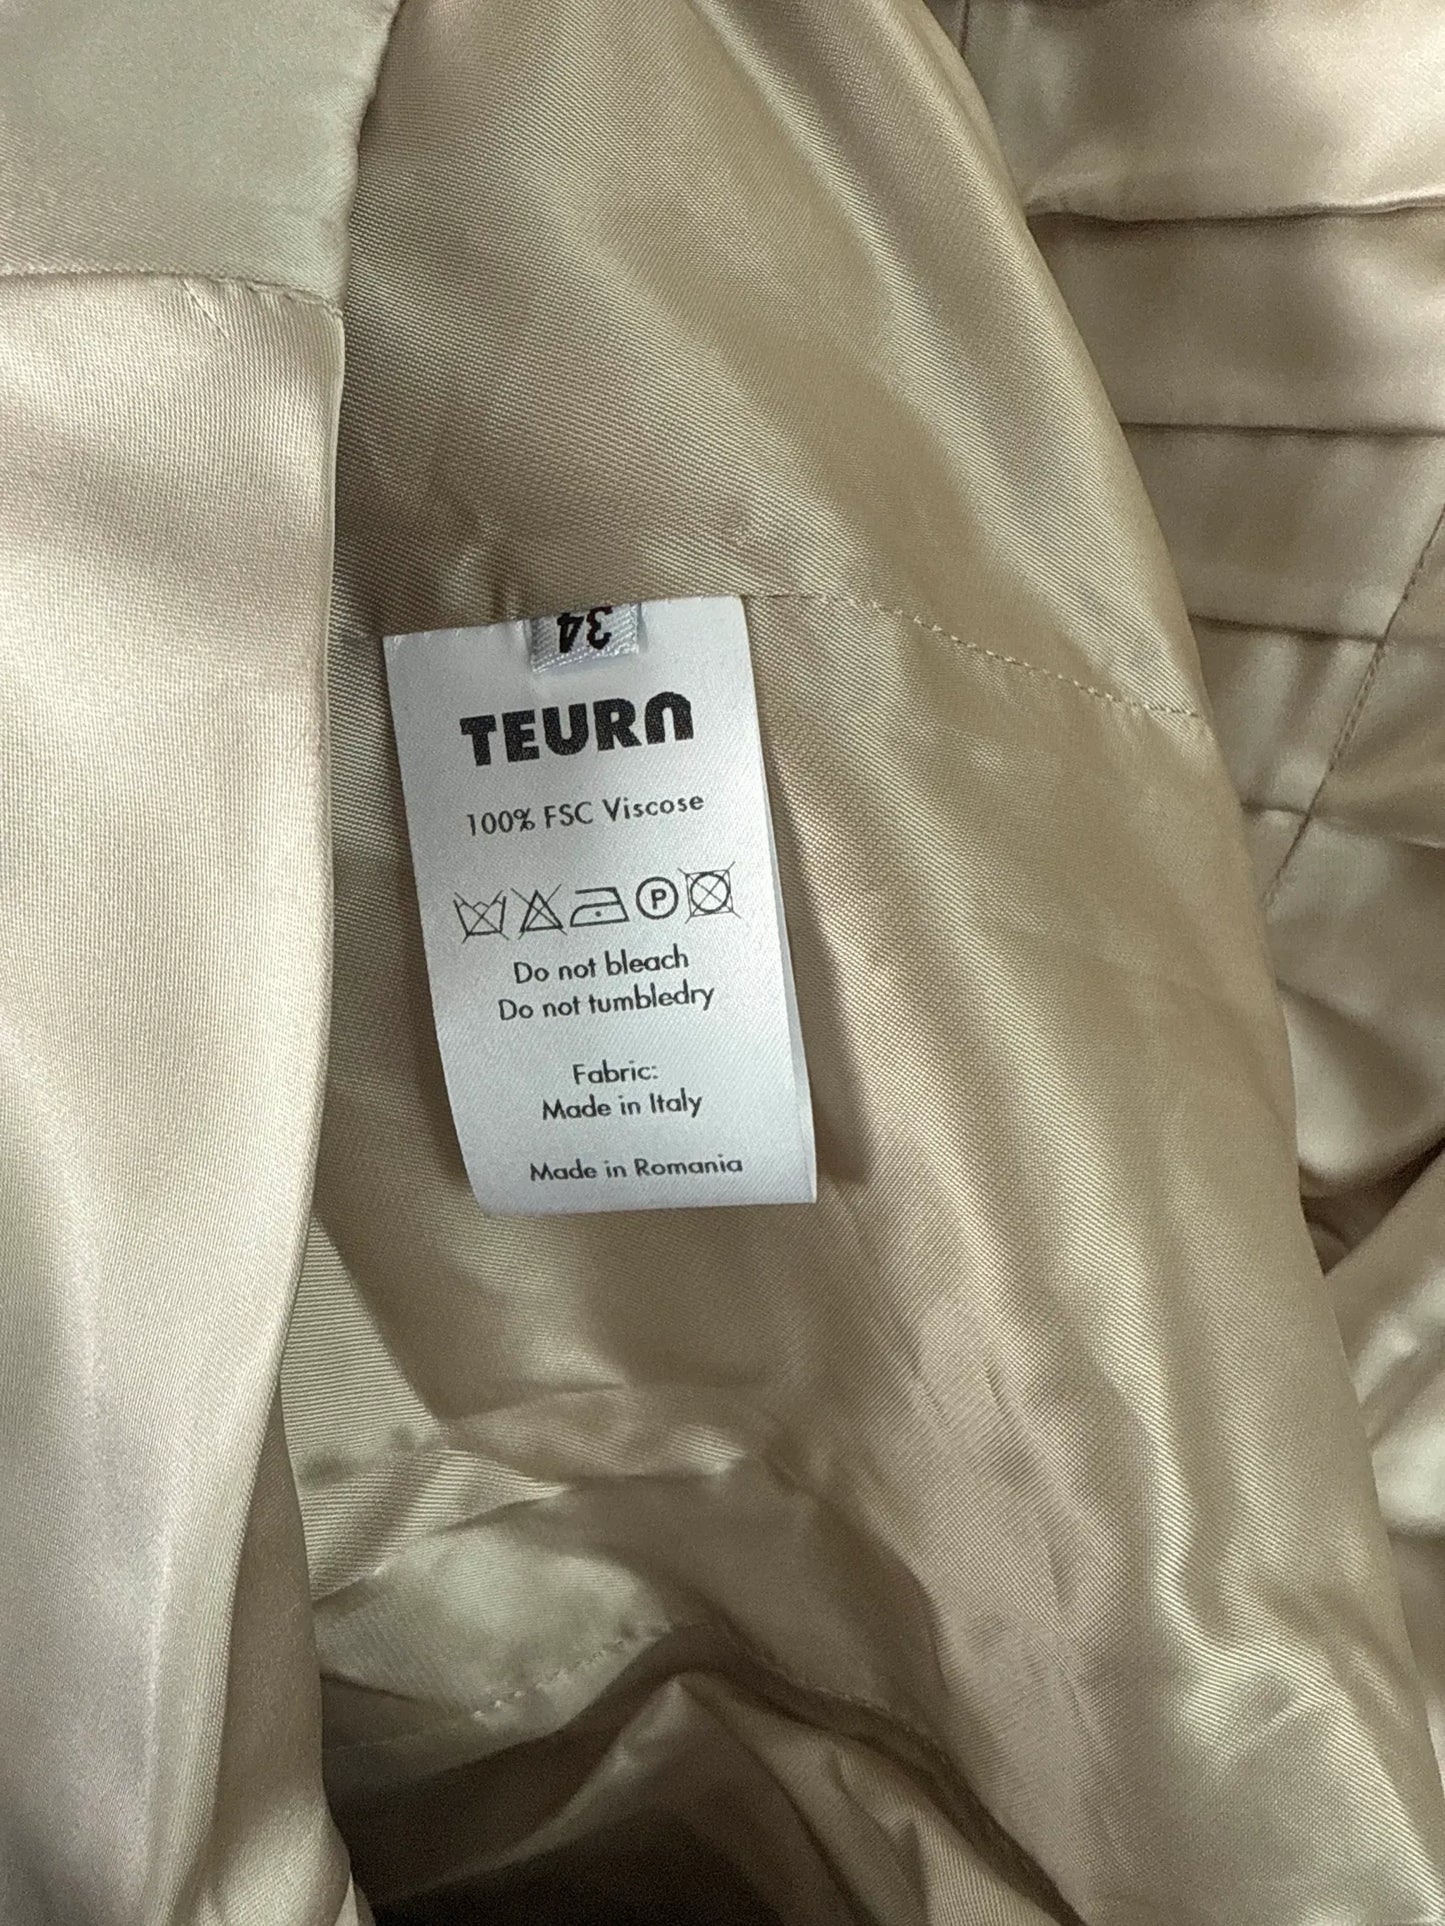 34
TEURN
100% FSC Viscose
P
Do not bleach
Do not tumbledry
Fabric:
Made in Italy
Made in Romania